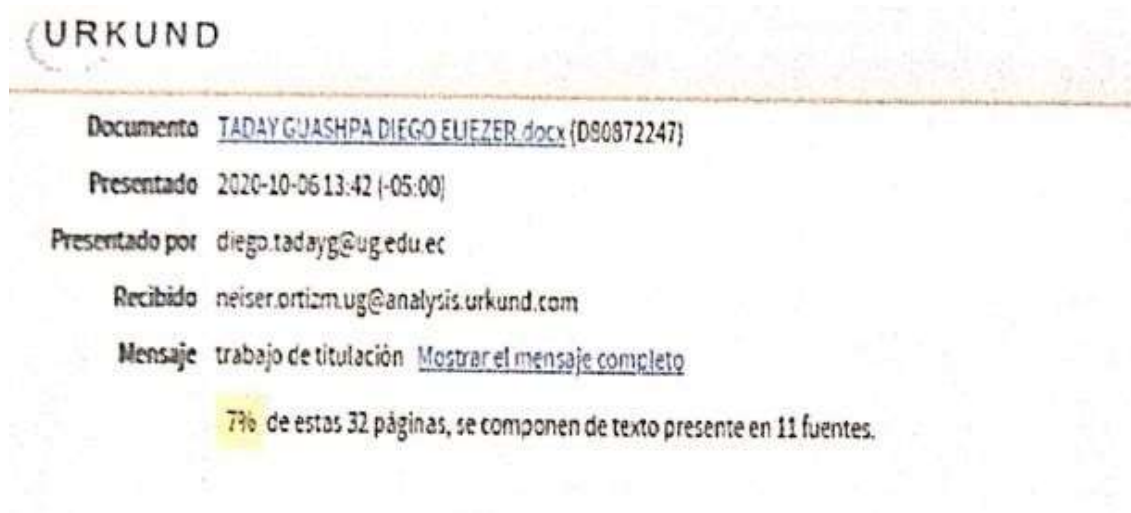 URKUND
Documento TADAY GUASHPA DIEGO ELIEZER.docx (D80872247)
Presentado 2020-10-06 13:42 (-05:00)
Presentado por diego.tadayg@ug.edu.ec
Recibido neiser.ortizm.ug@analysis.urkund.com
Mensaje trabajo de titulación Mostrar el mensaje completo
7% de estas 32 páginas, se componen de texto presente en 11 fuentes.